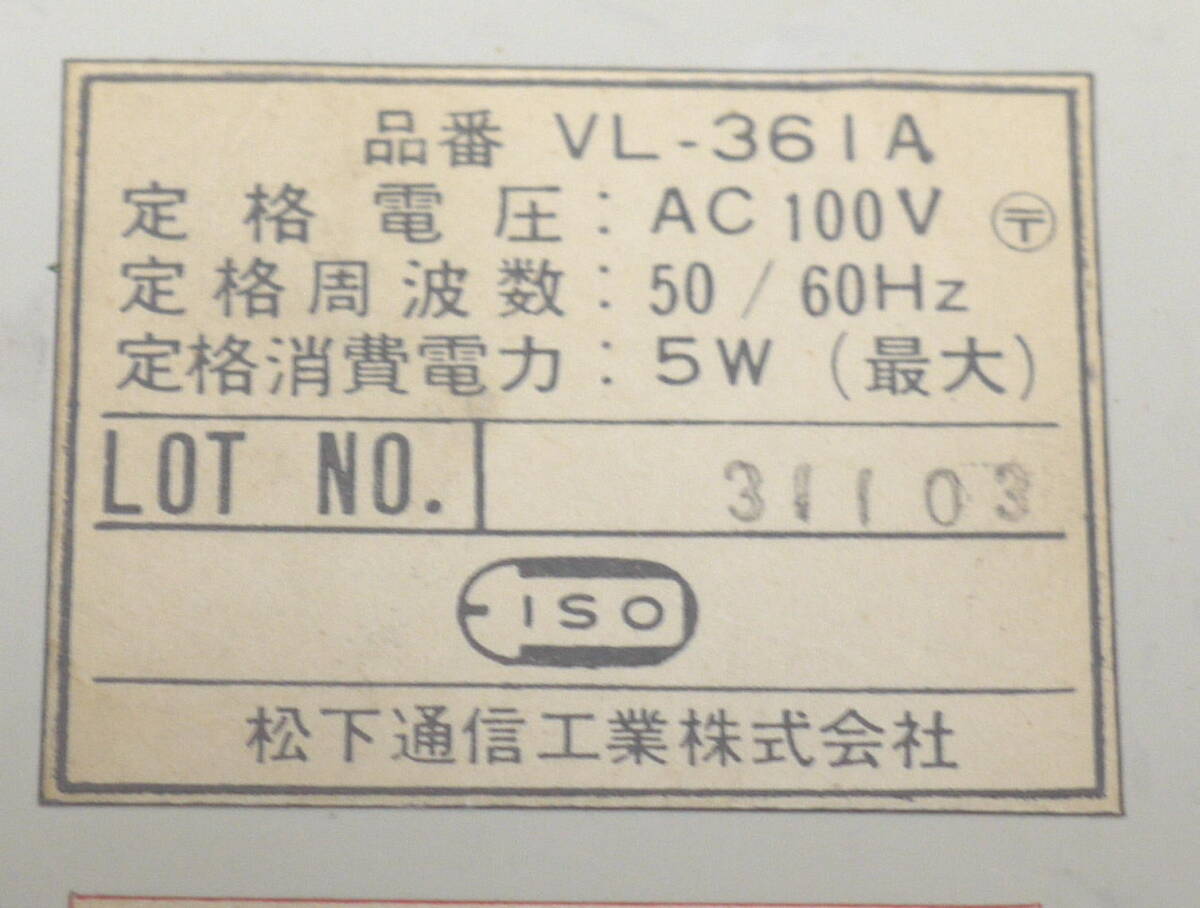 品番 VL-361A
定格電圧:AC 100V 〶
定格周波数:50/60Hz
定格消費電力:5W(最大)
LOT NO. 31103
ISO
松下通信工業株式会社